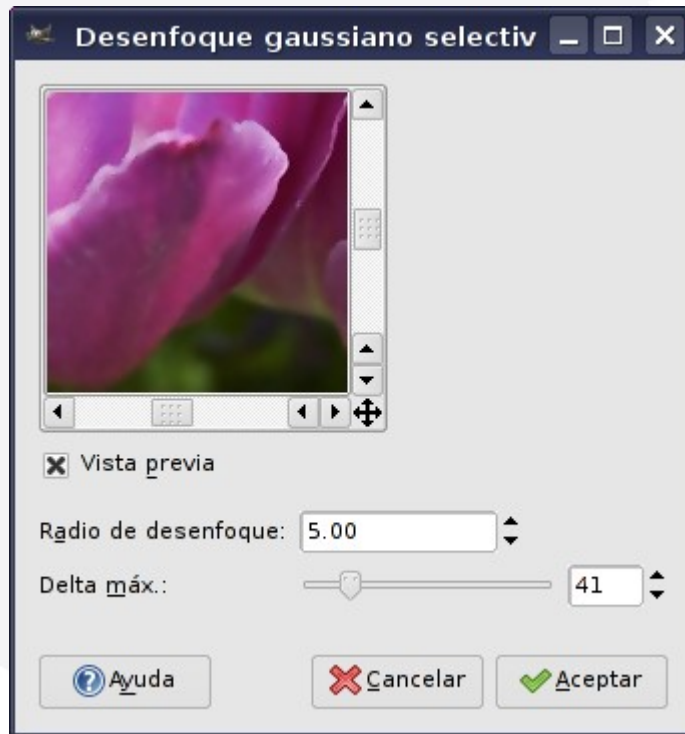 Desenfoque gaussiano selectiv
Vista previa
Radio de desenfoque: 5.00
Delta máx.: 41
Ayuda Cancelar Aceptar